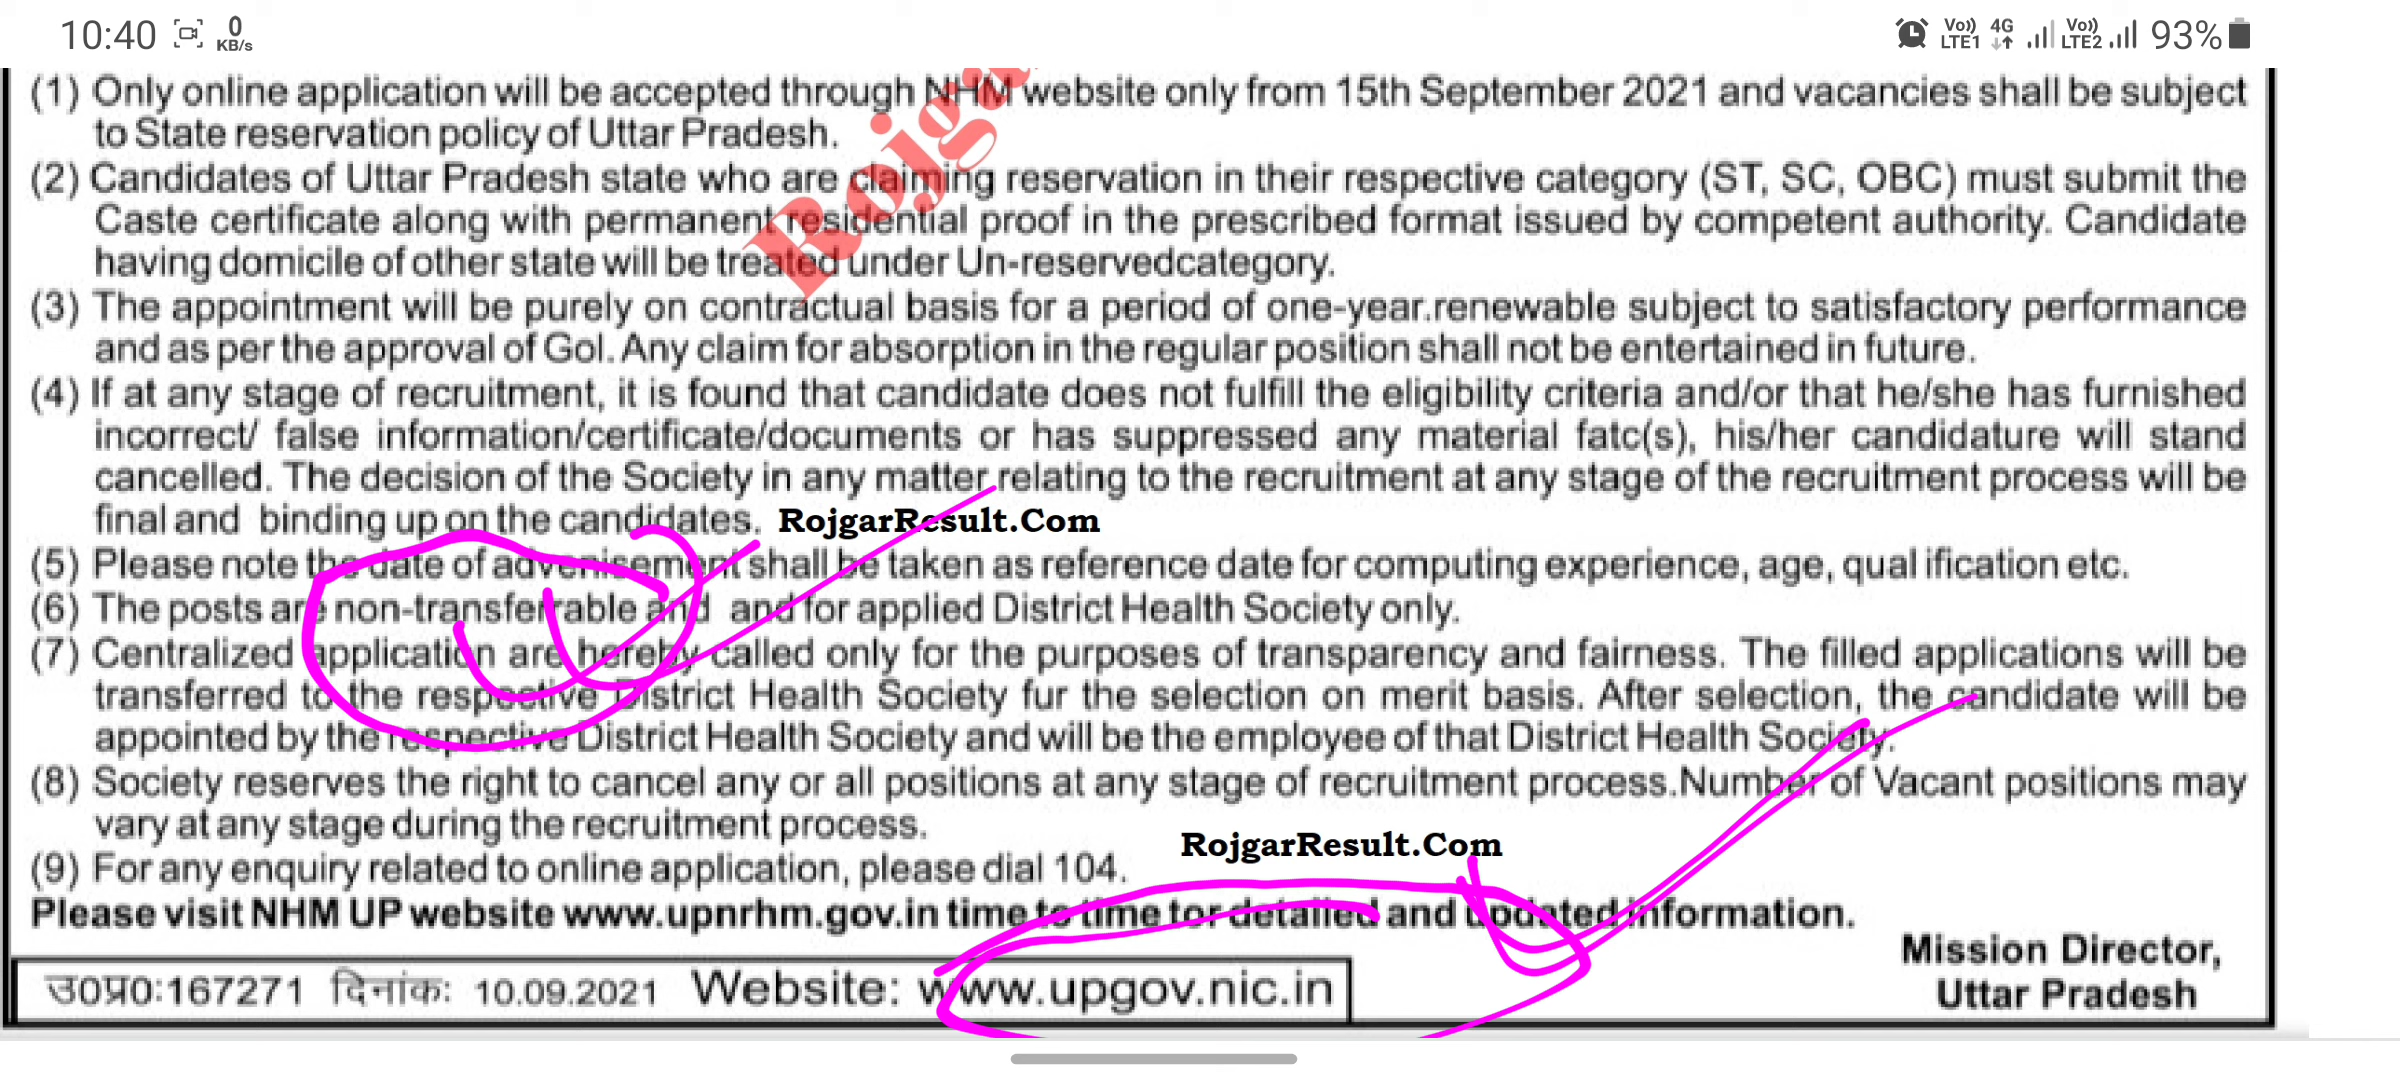 10:40 0 KB/s Vo)) LTE1 4G Vo)) LTE2 93%
(1) Only online application will be accepted through NHM website only from 15th September 2021 and vacancies shall be subject
to State reservation policy of Uttar Pradesh.
(2) Candidates of Uttar Pradesh state who are claiming reservation in their respective category (ST, SC, OBC) must submit the
Caste certificate along with permanent residential proof in the prescribed format issued by competent authority. Candidate
having domicile of other state will be treated under Un-reservedcategory.
Rojga
(3) The appointment will be purely on contractual basis for a period of one-year.renewable subject to satisfactory performance
and as per the approval of GoI. Any claim for absorption in the regular position shall not be entertained in future.
(4) If at any stage of recruitment, it is found that candidate does not fulfill the eligibility criteria and/or that he/she has furnished
incorrect/ false information/certificate/documents or has suppressed any material fatc(s), his/her candidature will stand
cancelled. The decision of the Society in any matter relating to the recruitment at any stage of the recruitment process will be
final and binding up on the candidates. RojgarResult.Com
(5) Please note the date of advenisement shall be taken as reference date for computing experience, age, qual ification etc.
(6) The posts are non-transferrable and and for applied District Health Society only.
(7) Centralized application are hereby called only for the purposes of transparency and fairness. The filled applications will be
transferred to the respective District Health Society fur the selection on merit basis. After selection, the candidate will be
appointed by the respective District Health Society and will be the employee of that District Health Society.
(8) Society reserves the right to cancel any or all positions at any stage of recruitment process.Number of Vacant positions may
vary at any stage during the recruitment process.
RojgarResult.Com
(9) For any enquiry related to online application, please dial 104.
Please visit NHM UP website www.upnrhm.gov.in time to time for detailed and updated information.
Mission Director,
Uttar Pradesh
उ0प्र0:167271 दिनांक: 10.09.2021 Website: www.upgov.nic.in